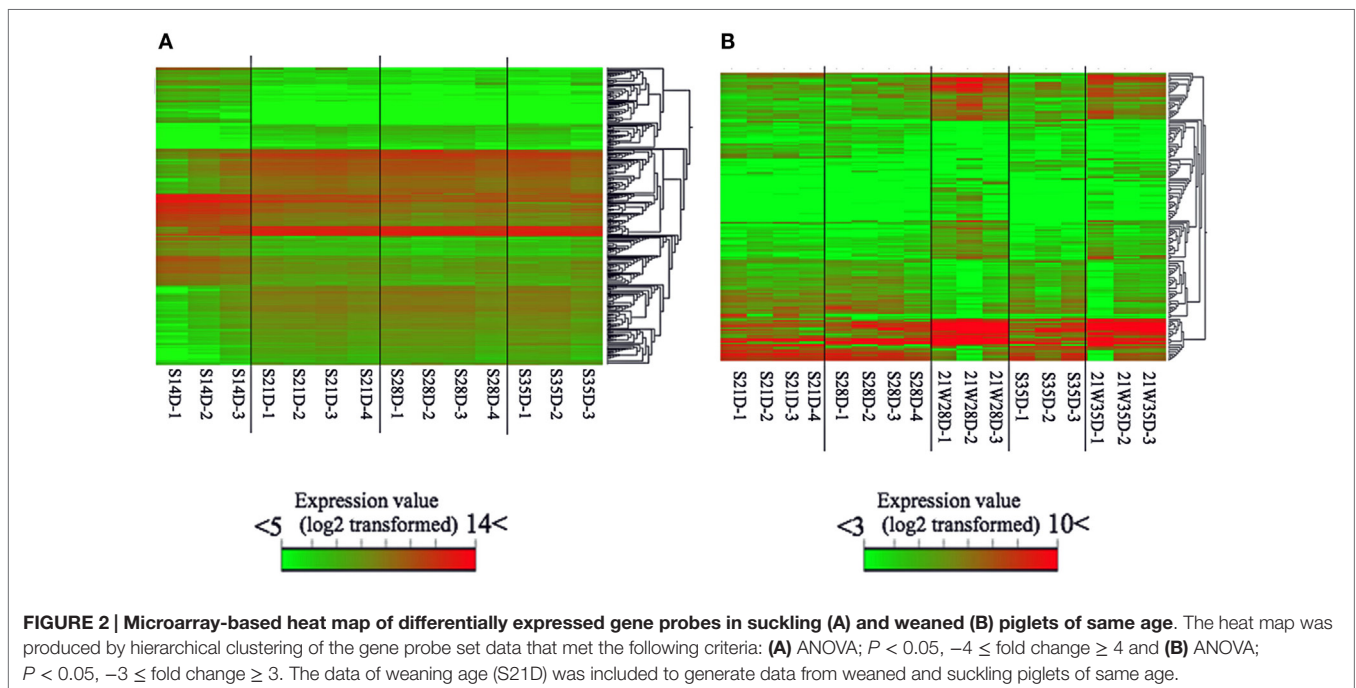 A
B
S14D-1
S14D-2
S14D-3
S21D-1
S21D-2
S21D-3
S21D-4
S28D-1
S28D-2
S28D-3
S28D-4
S35D-1
S35D-2
S35D-3
S21D-1
S21D-2
S21D-3
S21D-4
S28D-1
S28D-2
S28D-3
S28D-4
21W28D-1
21W28D-2
21W28D-3
S35D-1
S35D-2
S35D-3
21W35D-1
21W35D-2
21W35D-3
Expression value
<5 (log2 transformed) 14<
Expression value
<3 (log2 transformed) 10<
FIGURE 2 | Microarray-based heat map of differentially expressed gene probes in suckling (A) and weaned (B) piglets of same age. The heat map was
produced by hierarchical clustering of the gene probe set data that met the following criteria: (A) ANOVA; P < 0.05, −4 ≤ fold change ≥ 4 and (B) ANOVA;
P < 0.05, −3 ≤ fold change ≥ 3. The data of weaning age (S21D) was included to generate data from weaned and suckling piglets of same age.